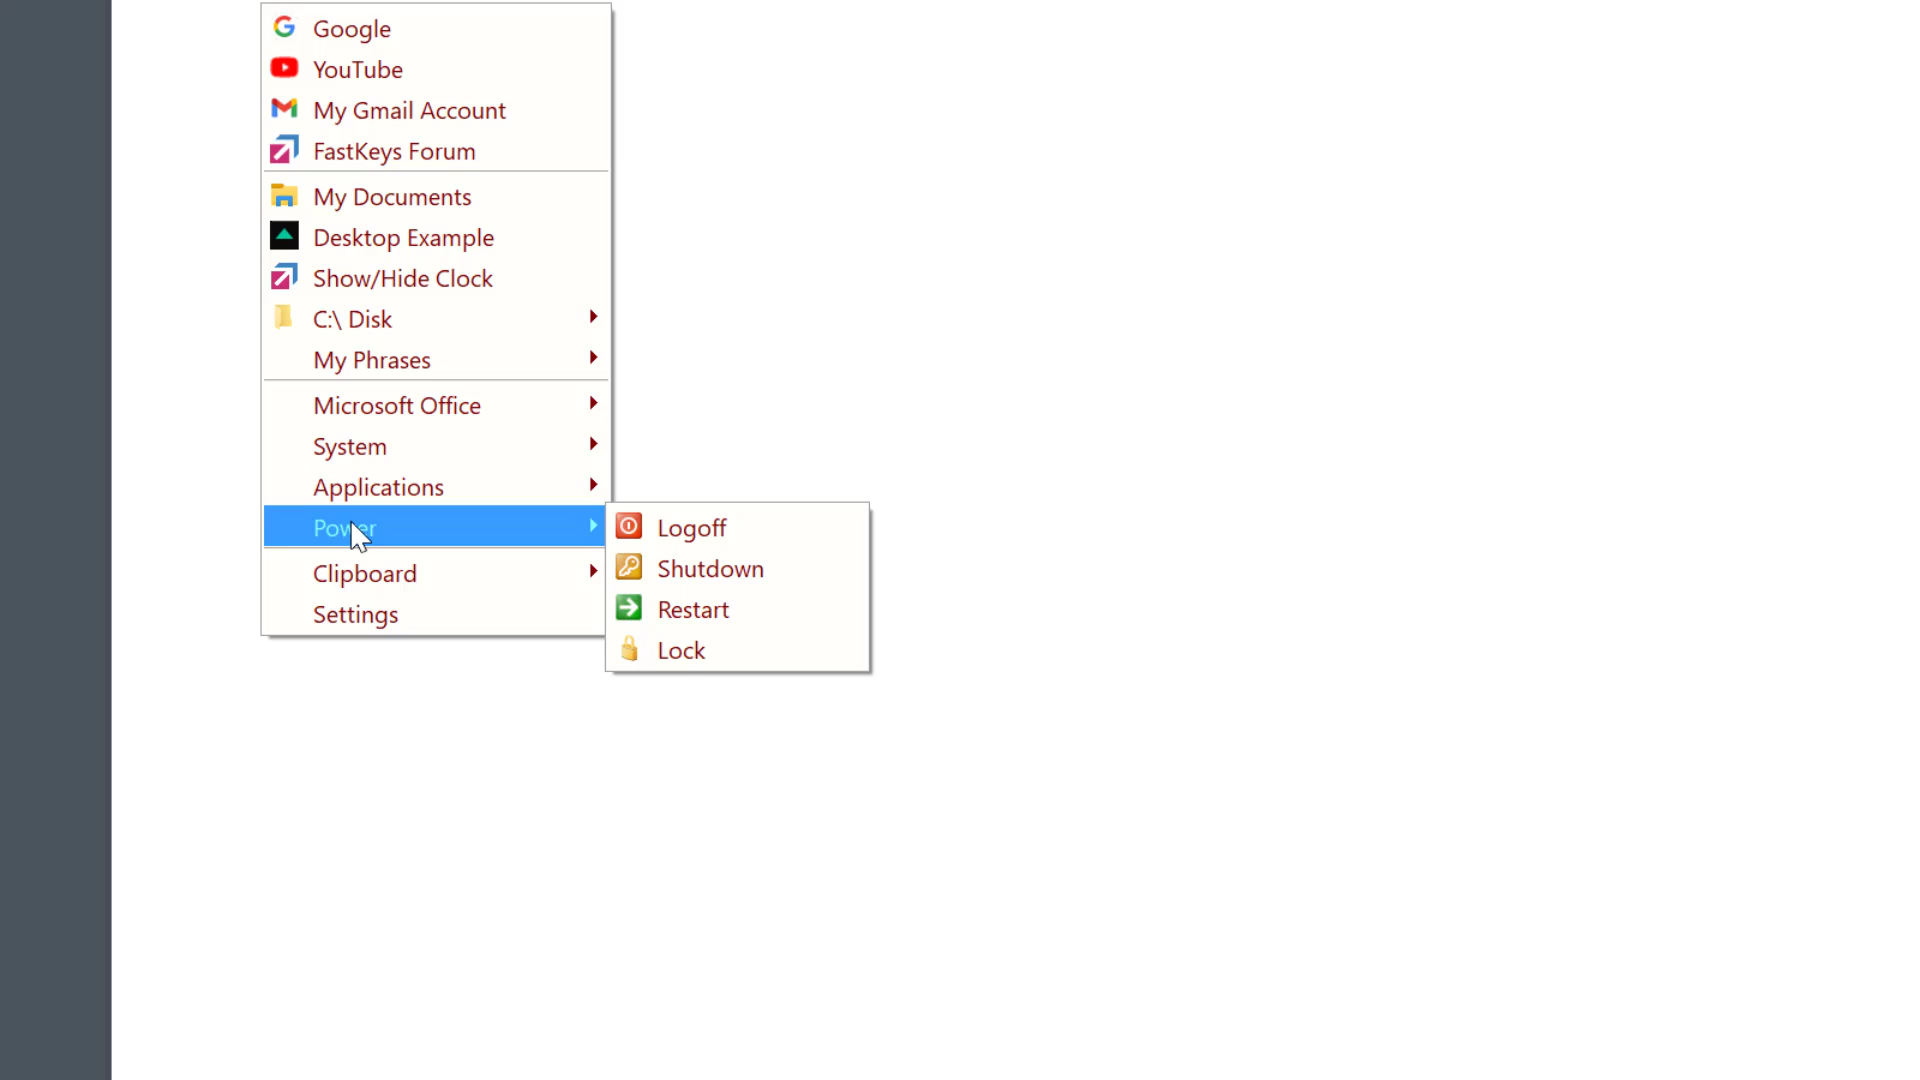 Google
YouTube
My Gmail Account
FastKeys Forum
My Documents
Desktop Example
Show/Hide Clock
C:\ Disk
My Phrases
Microsoft Office
System
Applications
Power
Clipboard
Settings
Logoff
Shutdown
Restart
Lock